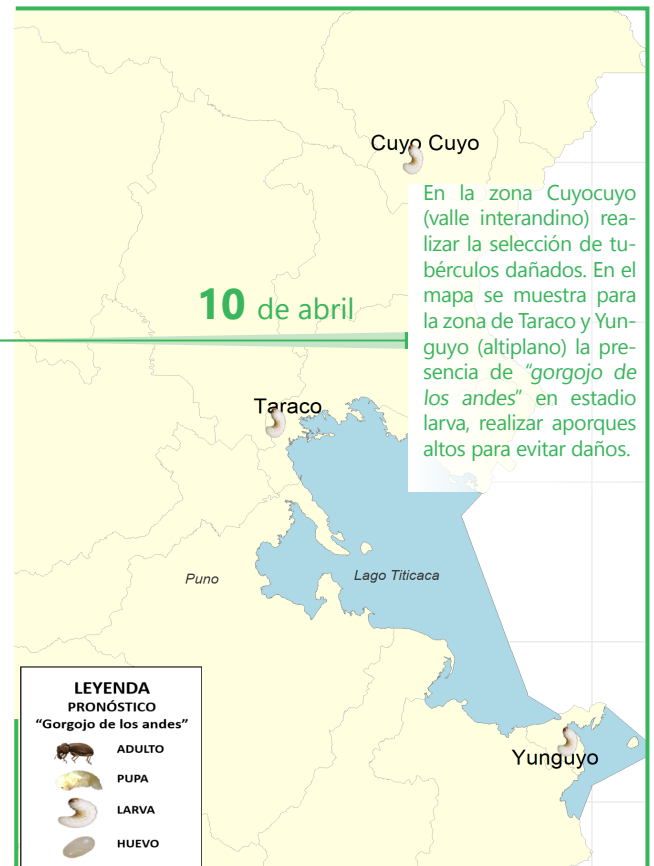 Cuyo Cuyo
En la zona Cuyocuyo
(valle interandino) rea-
lizar la selección de tu-
bérculos dañados. En el
mapa se muestra para
la zona de Taraco y Yun-
guyo (altiplano) la pre-
sencia de “gorgojo de
los andes” en estadio
larva, realizar aporques
altos para evitar daños.
10 de abril
Taraco
Puno
Lago Titicaca
Yunguyo
LEYENDA
PRONÓSTICO
“Gorgojo de los andes”
ADULTO
PUPA
LARVA
HUEVO